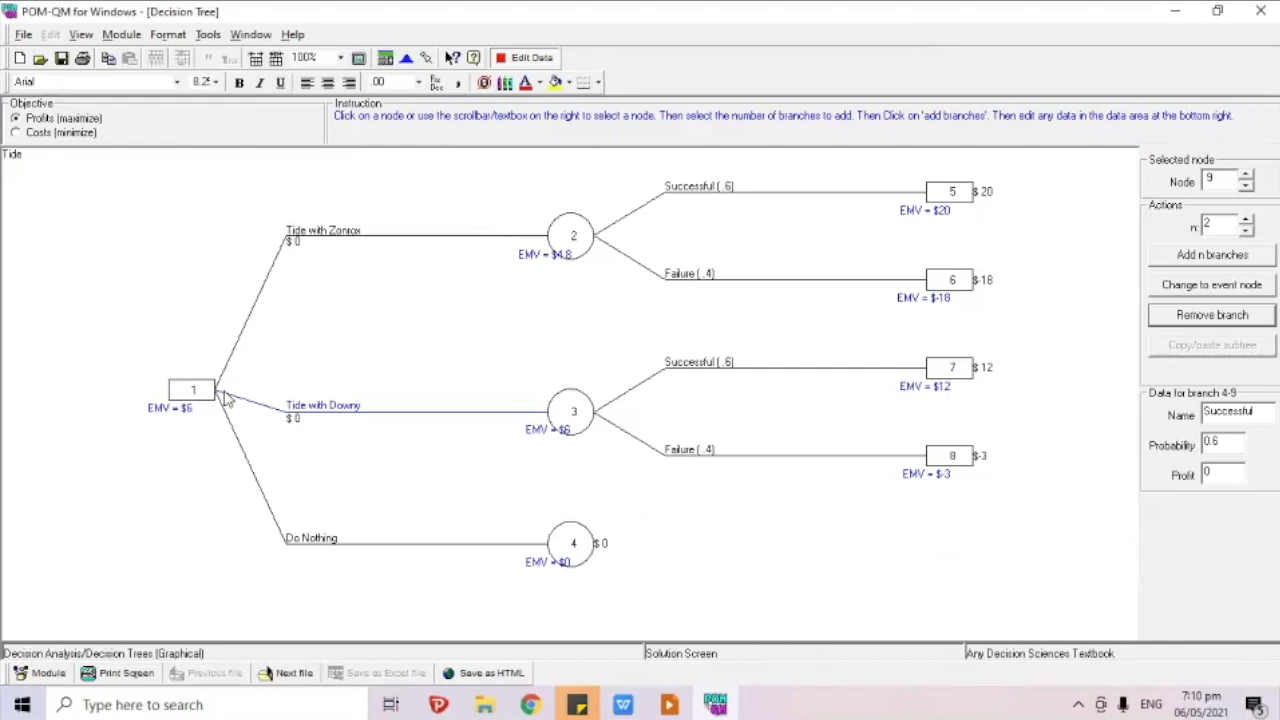 POM-QM for Windows - [Decision Tree]
File Edit View Module Format Tools Window Help
100% Edit Data
Arial 8.25 B I U .00 Fix Dec ,
Objective
Profits (maximize)
Costs (minimize)
Instruction
Click on a node or use the scrollbar/textbox on the right to select a node. Then select the number of branches to add. Then Click on 'add branches'. Then edit any data in the data area at the bottom right.
Tide
Selected node
Node 9
Actions
n: 2
Add n branches
Change to event node
Remove branch
Copy/paste subtree
Data for branch 4-9
Name Successful
Probability 0.6
Profit 0
Successful (.6)
5 $ 20
EMV = $20
Tide with Zonrox
$ 0
2
EMV = $4.8
Failure (.4)
6 $-18
EMV = $-18
Successful (.6)
7 $ 12
EMV = $12
1
EMV = $6
Tide with Downy
$ 0
3
EMV = $6
Failure (.4)
8 $-3
EMV = $-3
Do Nothing
4 $ 0
EMV = $0
Decision Analysis/Decision Trees (Graphical) Solution Screen Any Decision Sciences Textbook
Module Print Screen Previous file Next file Save as Excel file Save as HTML
Type here to search
ENG
7:10 pm
06/05/2021
5